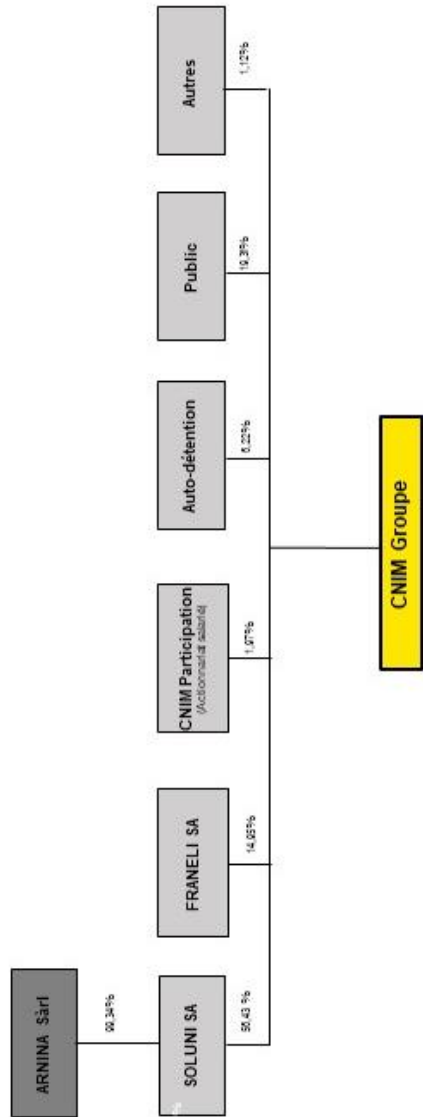 ARNINA Sàrl
99,34%
SOLUNI SA
FRANELI SA
CNIM Participation
(Actionnariat salarié)
Auto-détention
Public
Autres
56,43 %
14,95%
1,97%
6,22%
19,31%
1,12%
CNIM Groupe
%